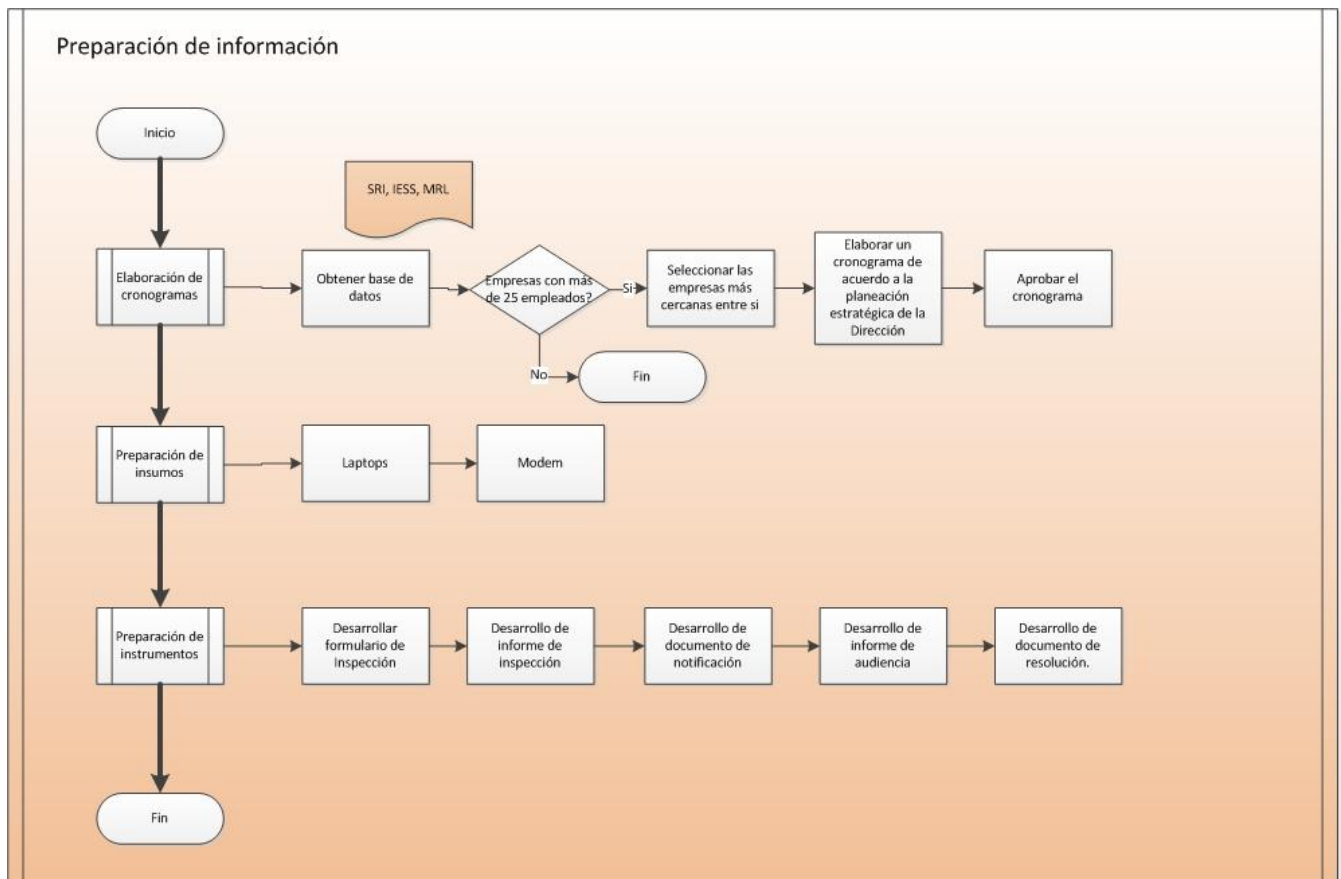 Preparación de información
Inicio
SRI, IESS, MRL
Elaboración de
cronogramas
Obtener base de
datos
Empresas con más
de 25 empleados?
Si
Seleccionar las
empresas más
cercanas entre si
Elaborar un
cronograma de
acuerdo a la
planeación
estratégica de la
Dirección
Aprobar el
cronograma
No
Fin
Preparación de
insumos
Laptops
Modem
Preparación de
instrumentos
Desarrollar
formulario de
Inspección
Desarrollo de
informe de
inspección
Desarrollo de
documento de
notificación
Desarrollo de
informe de
audiencia
Desarrollo de
documento de
resolución.
Fin